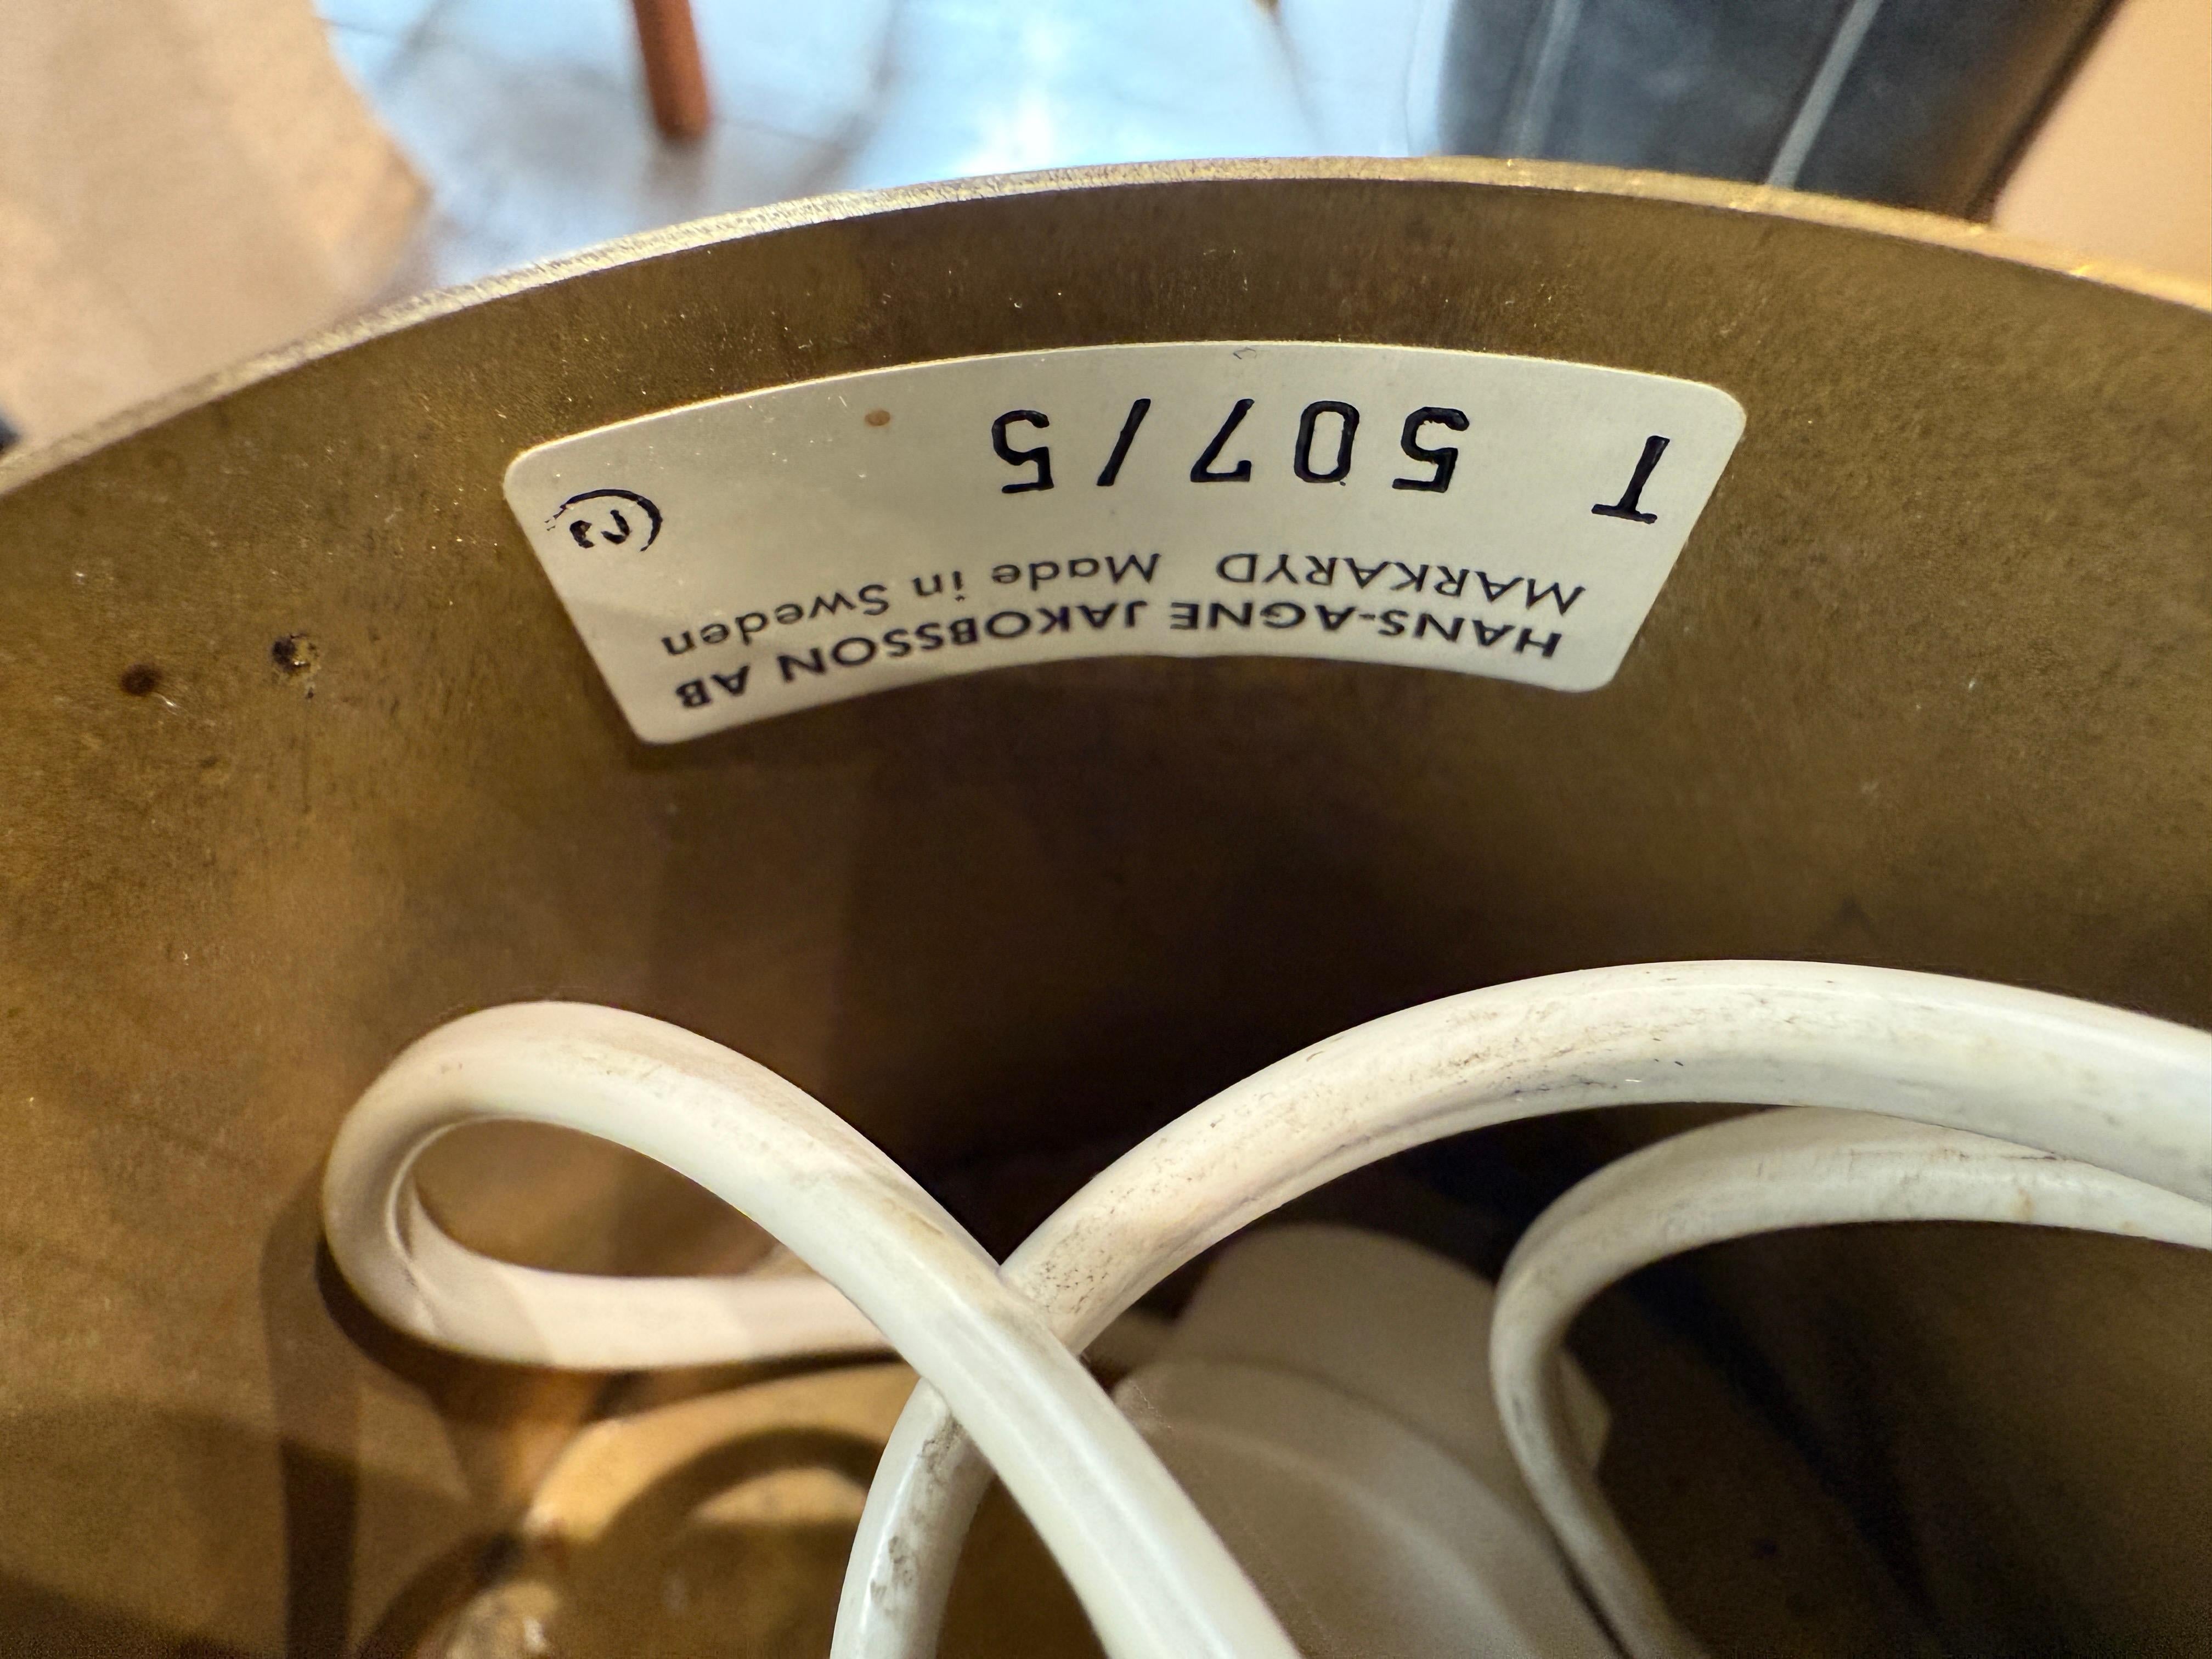 HANS-AGNE JAKOBSSON AB
MARKARYD Made in Sweden
T 507/5